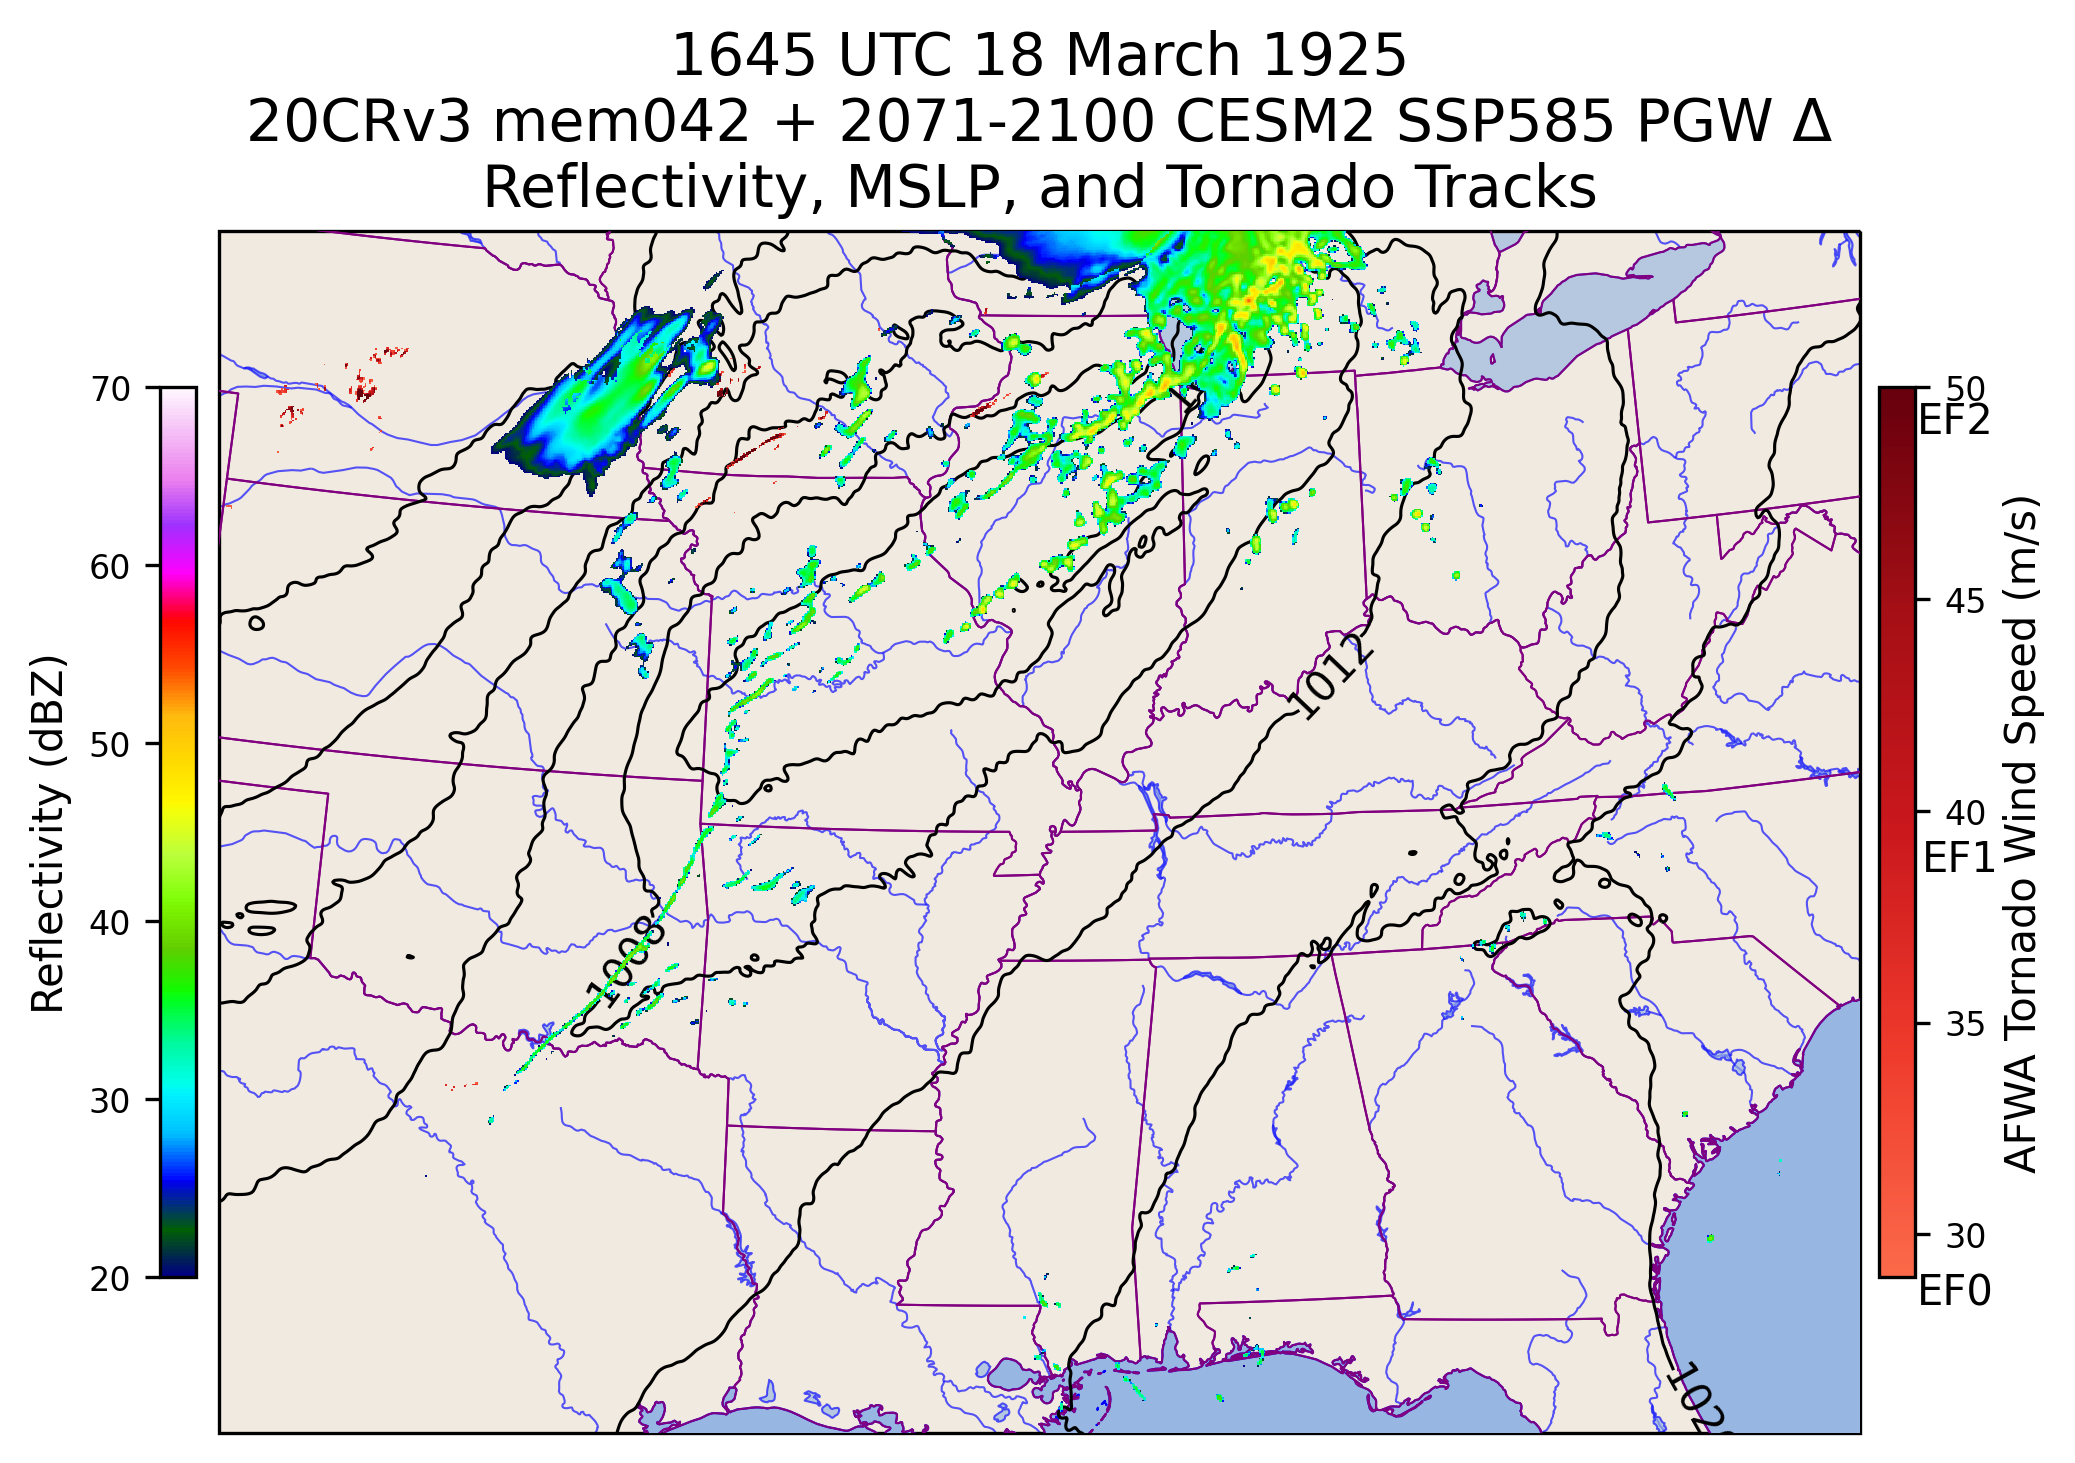 1645 UTC 18 March 1925
20CRv3 mem042 + 2071-2100 CESM2 SSP585 PGW Δ
Reflectivity, MSLP, and Tornado Tracks
Reflectivity (dBZ)
70
60
50
40
30
20
1012
1008
102
50
EF2
45
40
EF1
35
30
EF0
AFWA Tornado Wind Speed (m/s)